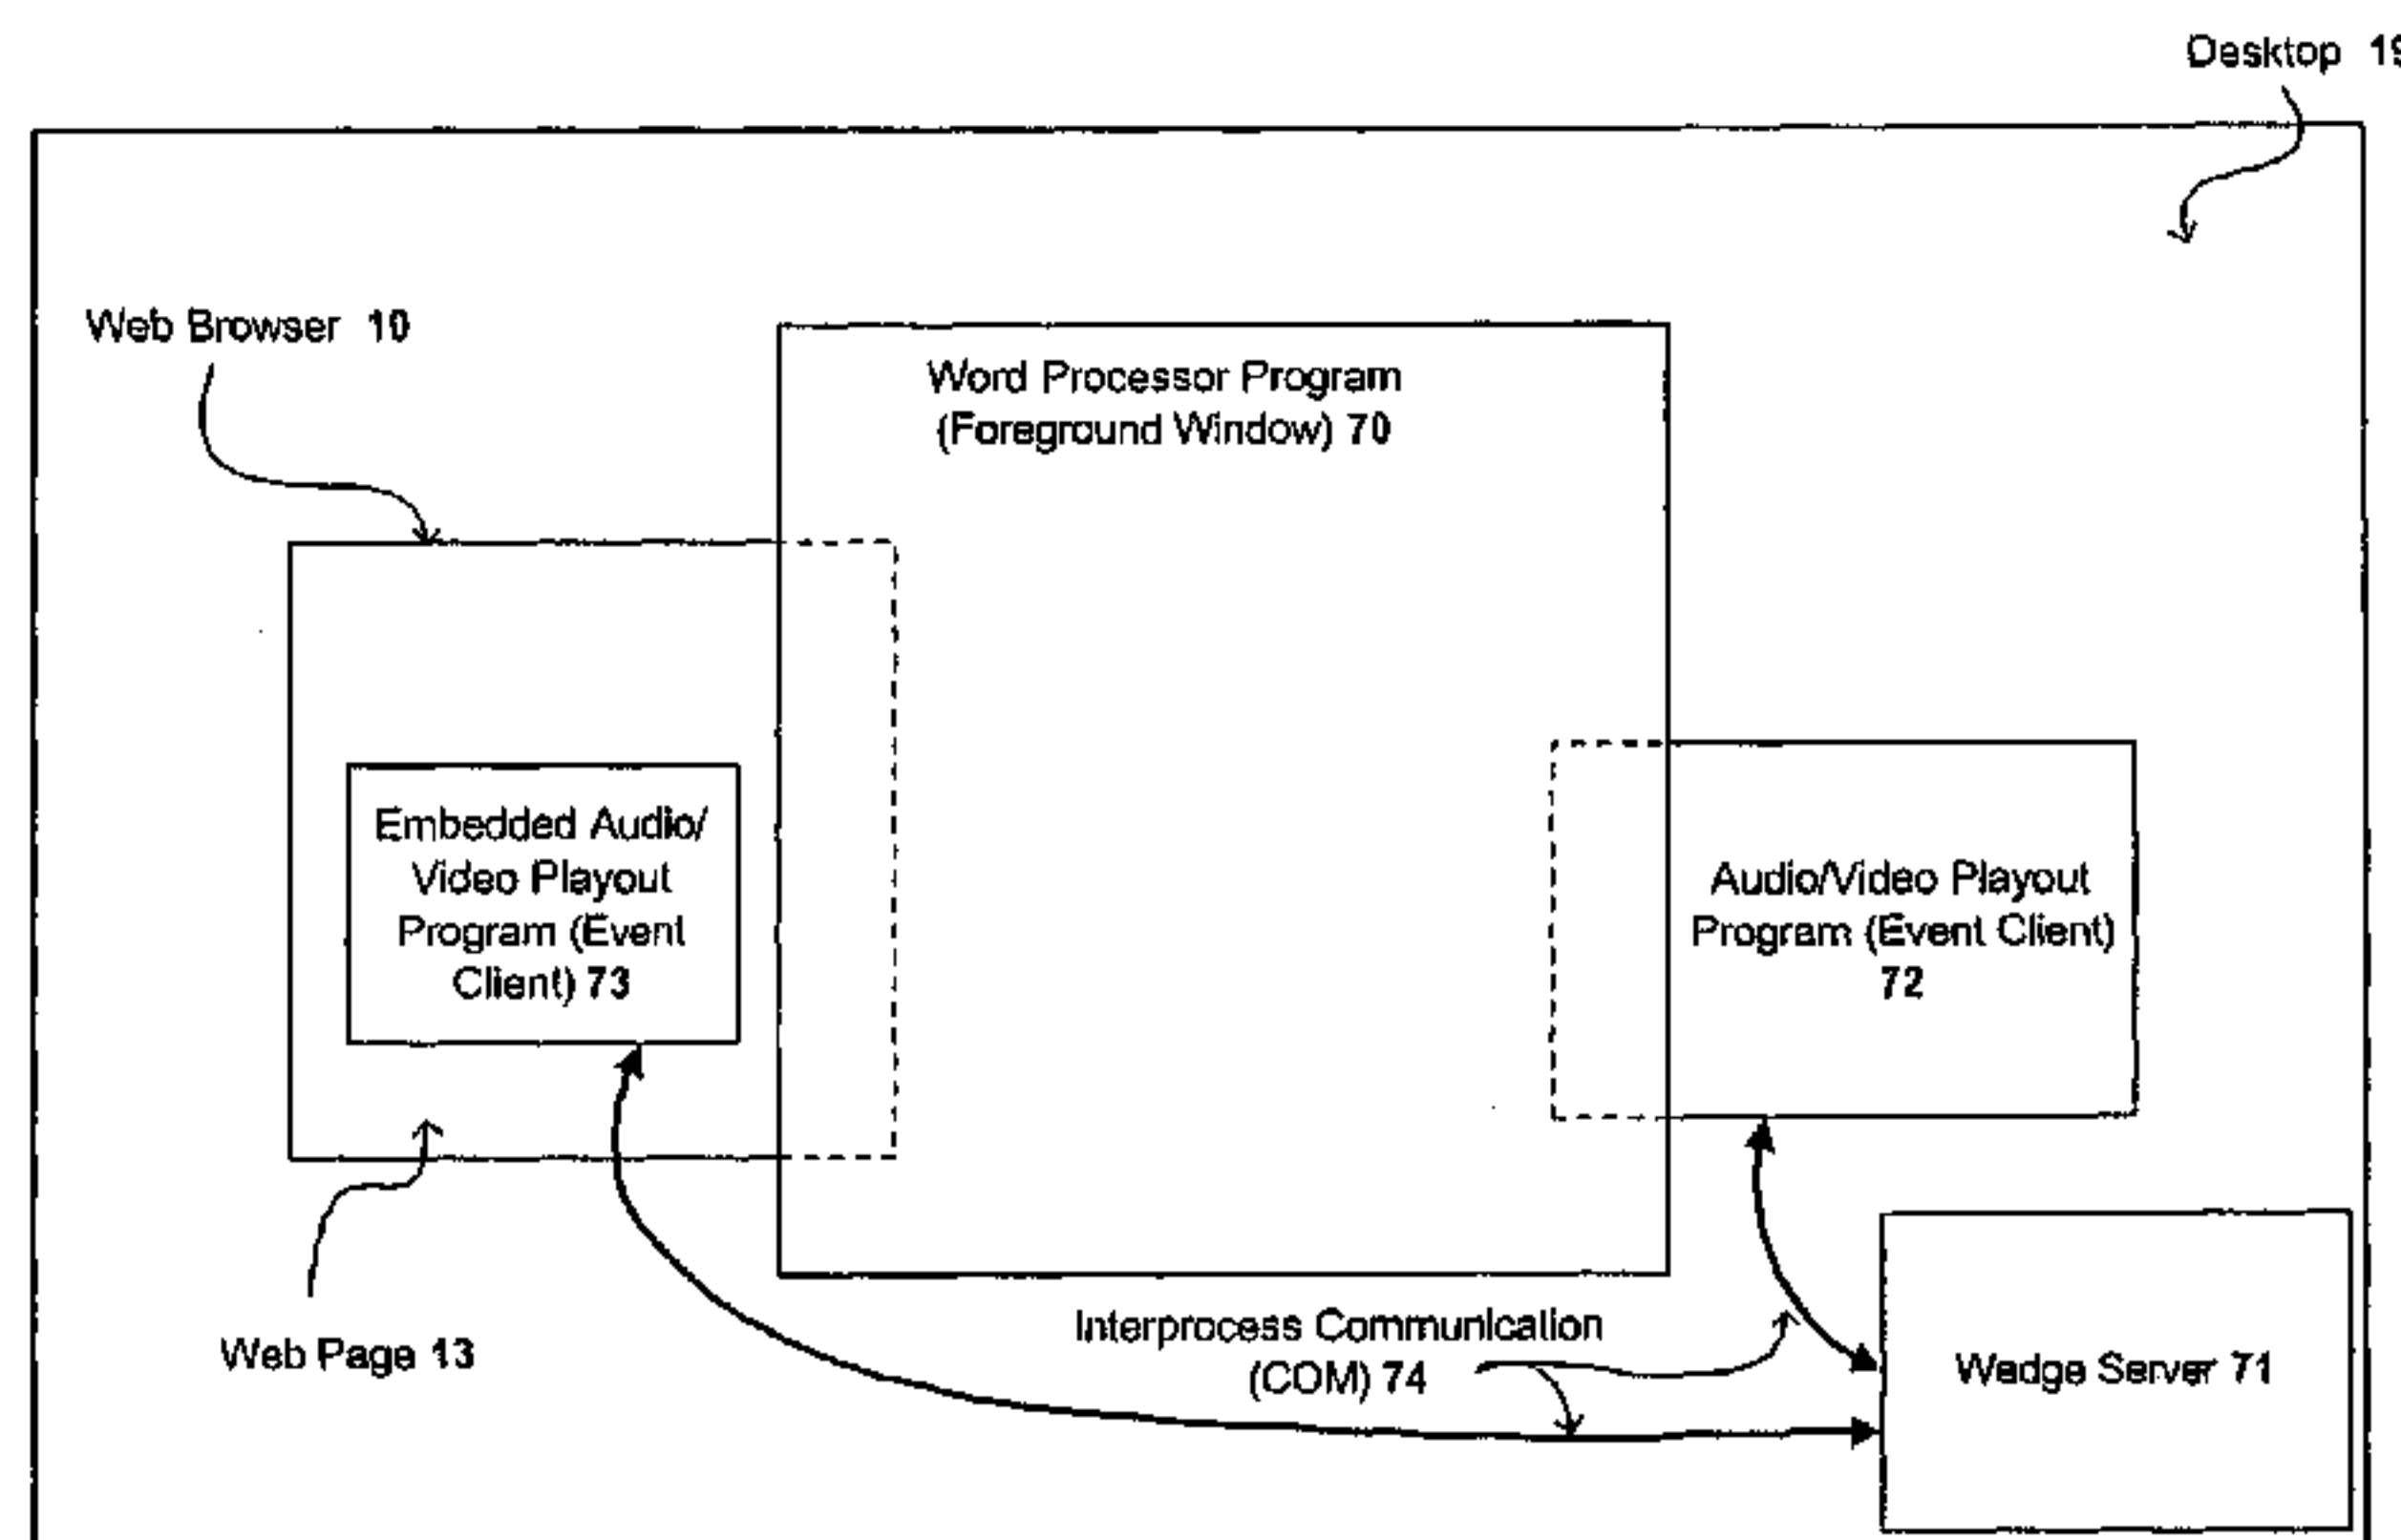 Desktop 19
Web Browser 10
Word Processor Program
(Foreground Window) 70
Embedded Audio/
Video Playout
Program (Event
Client) 73
Audio/Video Playout
Program (Event Client)
72
Web Page 13
Interprocess Communication
(COM) 74
Wedge Server 71